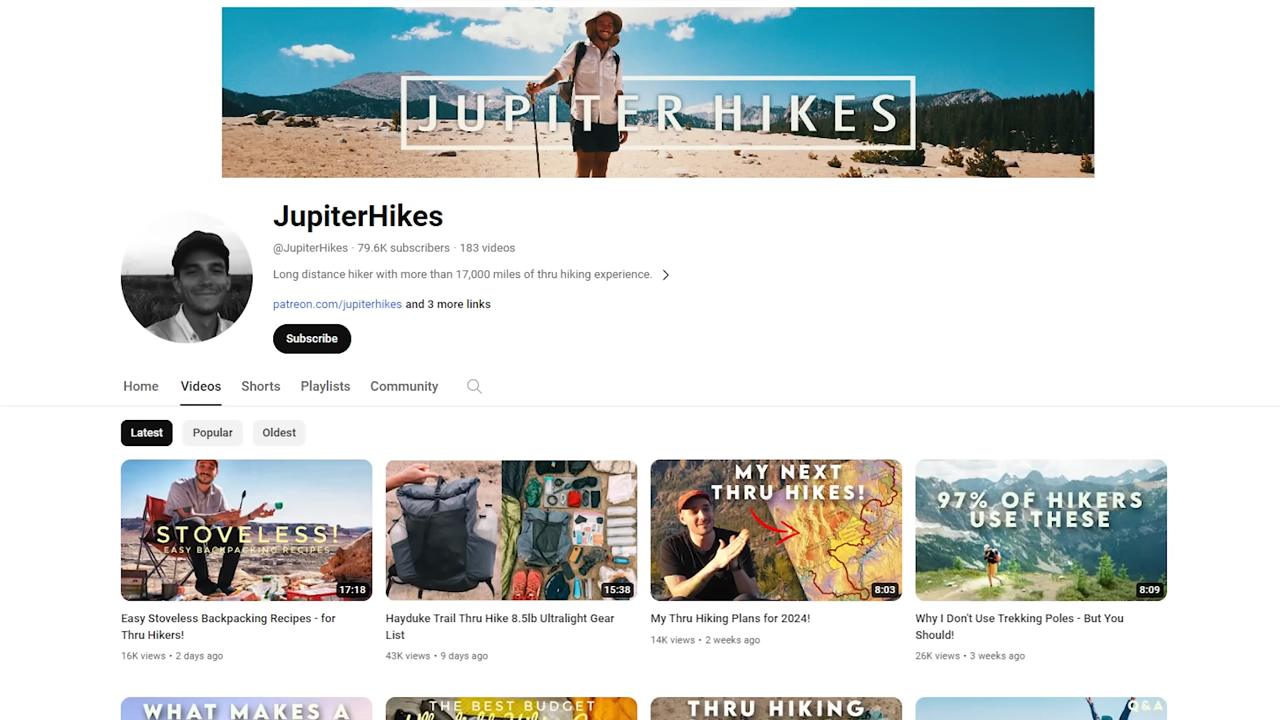 JUPITER HIKES
JupiterHikes
@JupiterHikes · 79.6K subscribers · 183 videos
Long distance hiker with more than 17,000 miles of thru hiking experience.
patreon.com/jupiterhikes and 3 more links
Subscribe
Home Videos Shorts Playlists Community
Latest Popular Oldest
STOVELESS!
EASY BACKPACKING RECIPES
17:18
15:38
MY NEXT
THRU HIKES!
8:03
97% OF HIKERS
USE THESE
8:09
Easy Stoveless Backpacking Recipes - for
Thru Hikers!
16K views • 2 days ago
Hayduke Trail Thru Hike 8.5lb Ultralight Gear
List
43K views • 9 days ago
My Thru Hiking Plans for 2024!
14K views • 2 weeks ago
Why I Don't Use Trekking Poles - But You
Should!
26K views • 3 weeks ago
WHAT MAKES A
THE BEST BUDGET
THRU HIKING
Q&A